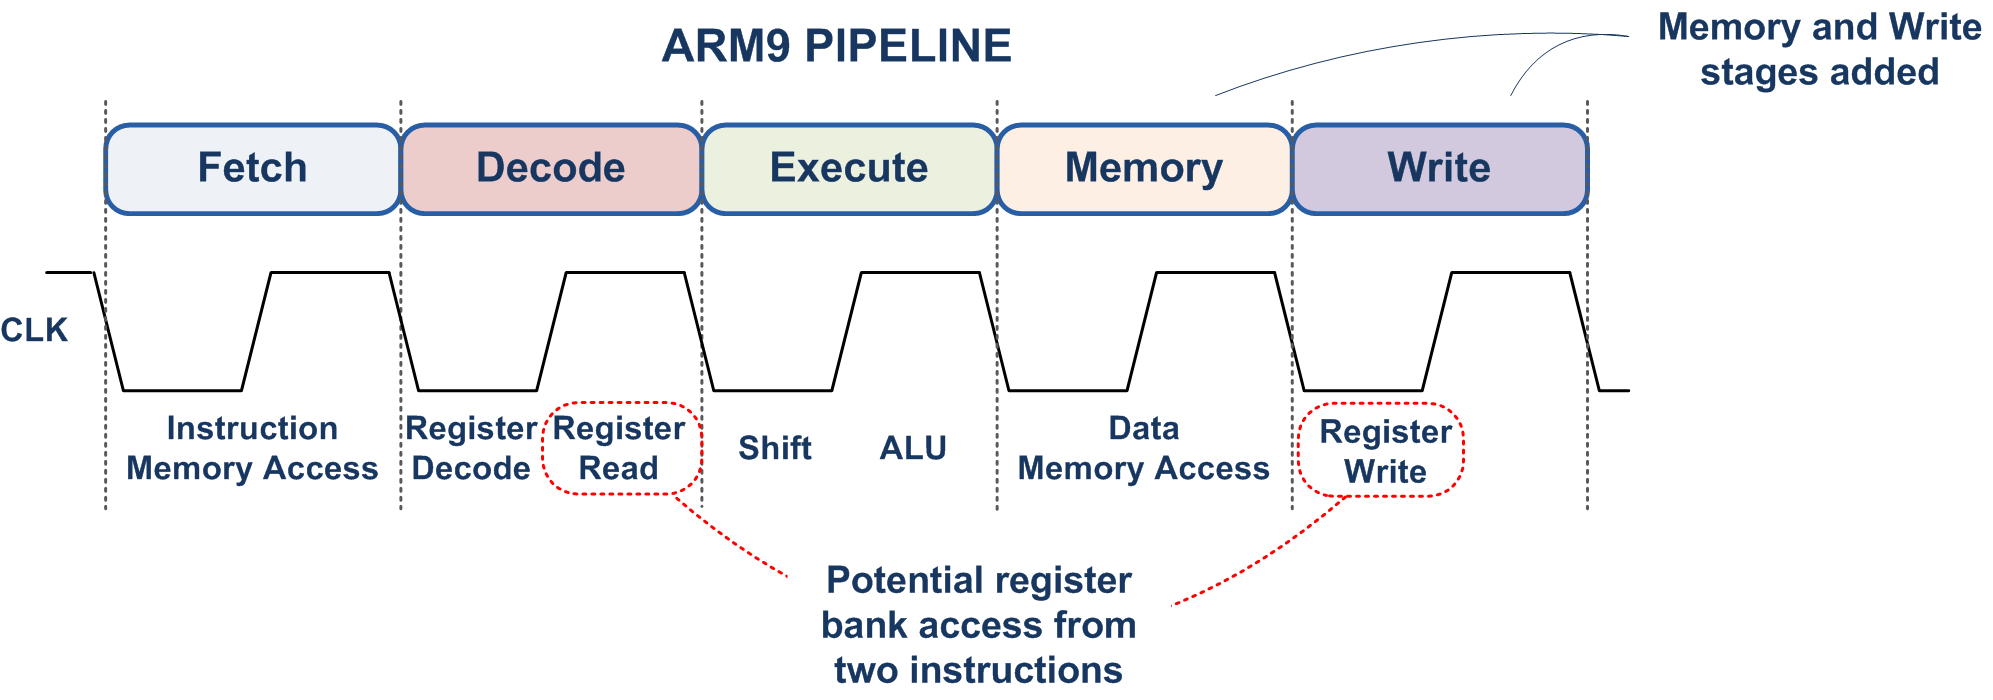 ARM9 PIPELINE
Memory and Write
stages added
Fetch
Decode
Execute
Memory
Write
CLK
Instruction
Memory Access
Register
Decode
Register
Read
Shift
ALU
Data
Memory Access
Register
Write
Potential register
bank access from
two instructions